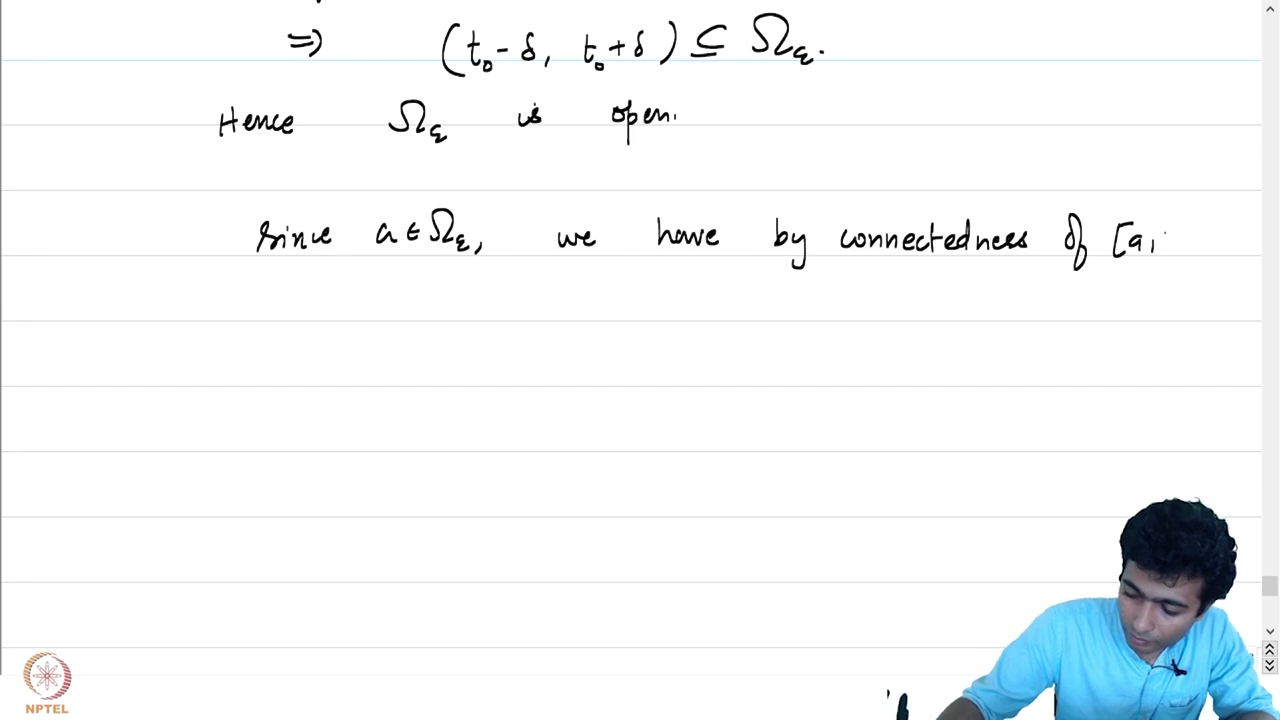 ⇒ (t₀ - δ, t₀ + δ) ⊆ Ω_ε.
Hence Ω_ε is open.
since a ∈ Ω_ε, we have by connectedness of [a,
NPTEL